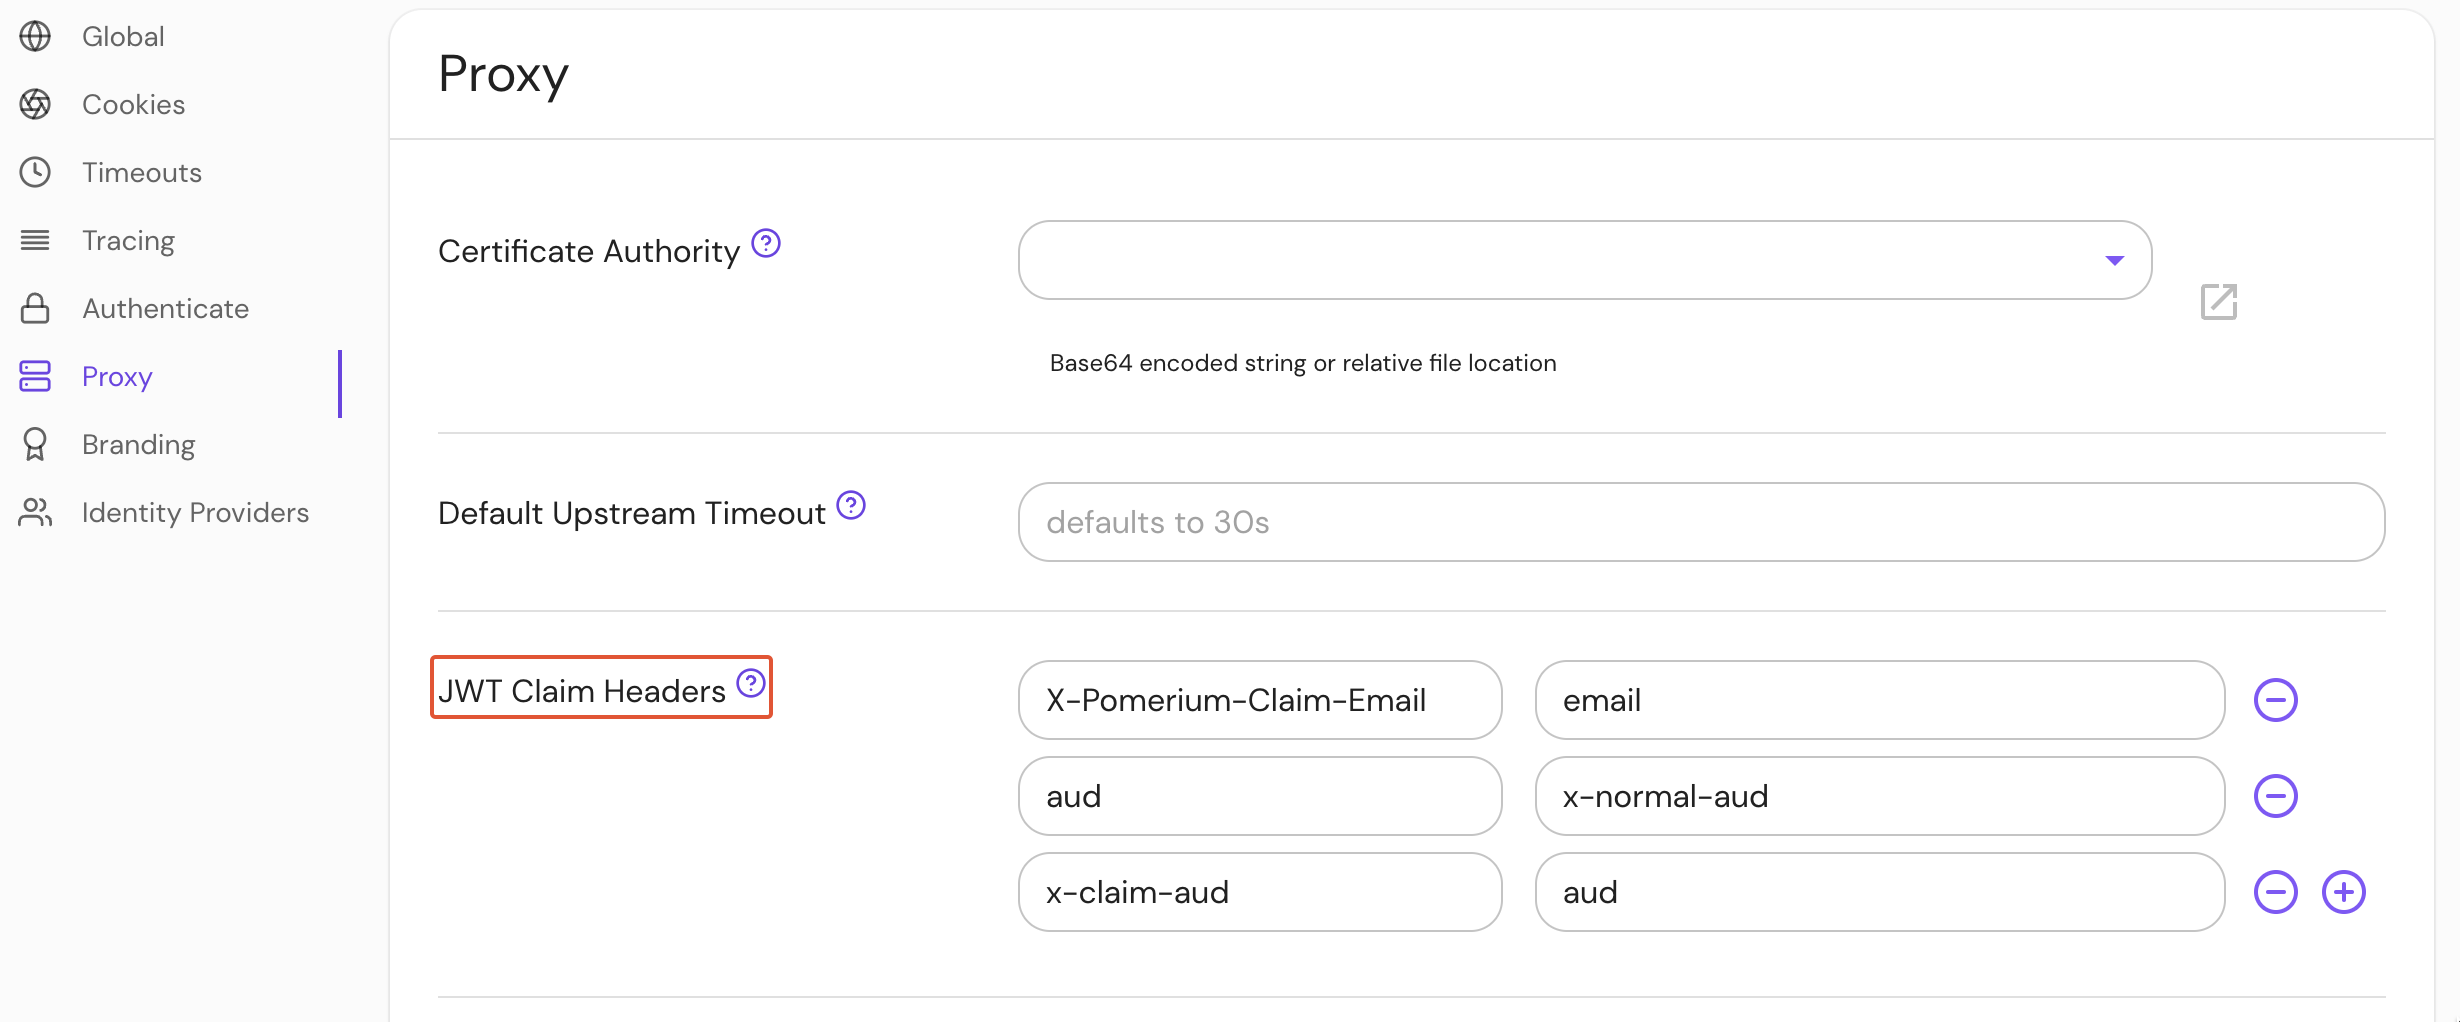 Global
Cookies
Timeouts
Tracing
Authenticate
Proxy
Branding
Identity Providers
Proxy
Certificate Authority ?
Base64 encoded string or relative file location
Default Upstream Timeout ?
defaults to 30s
JWT Claim Headers ?
X-Pomerium-Claim-Email email
aud x-normal-aud
x-claim-aud aud